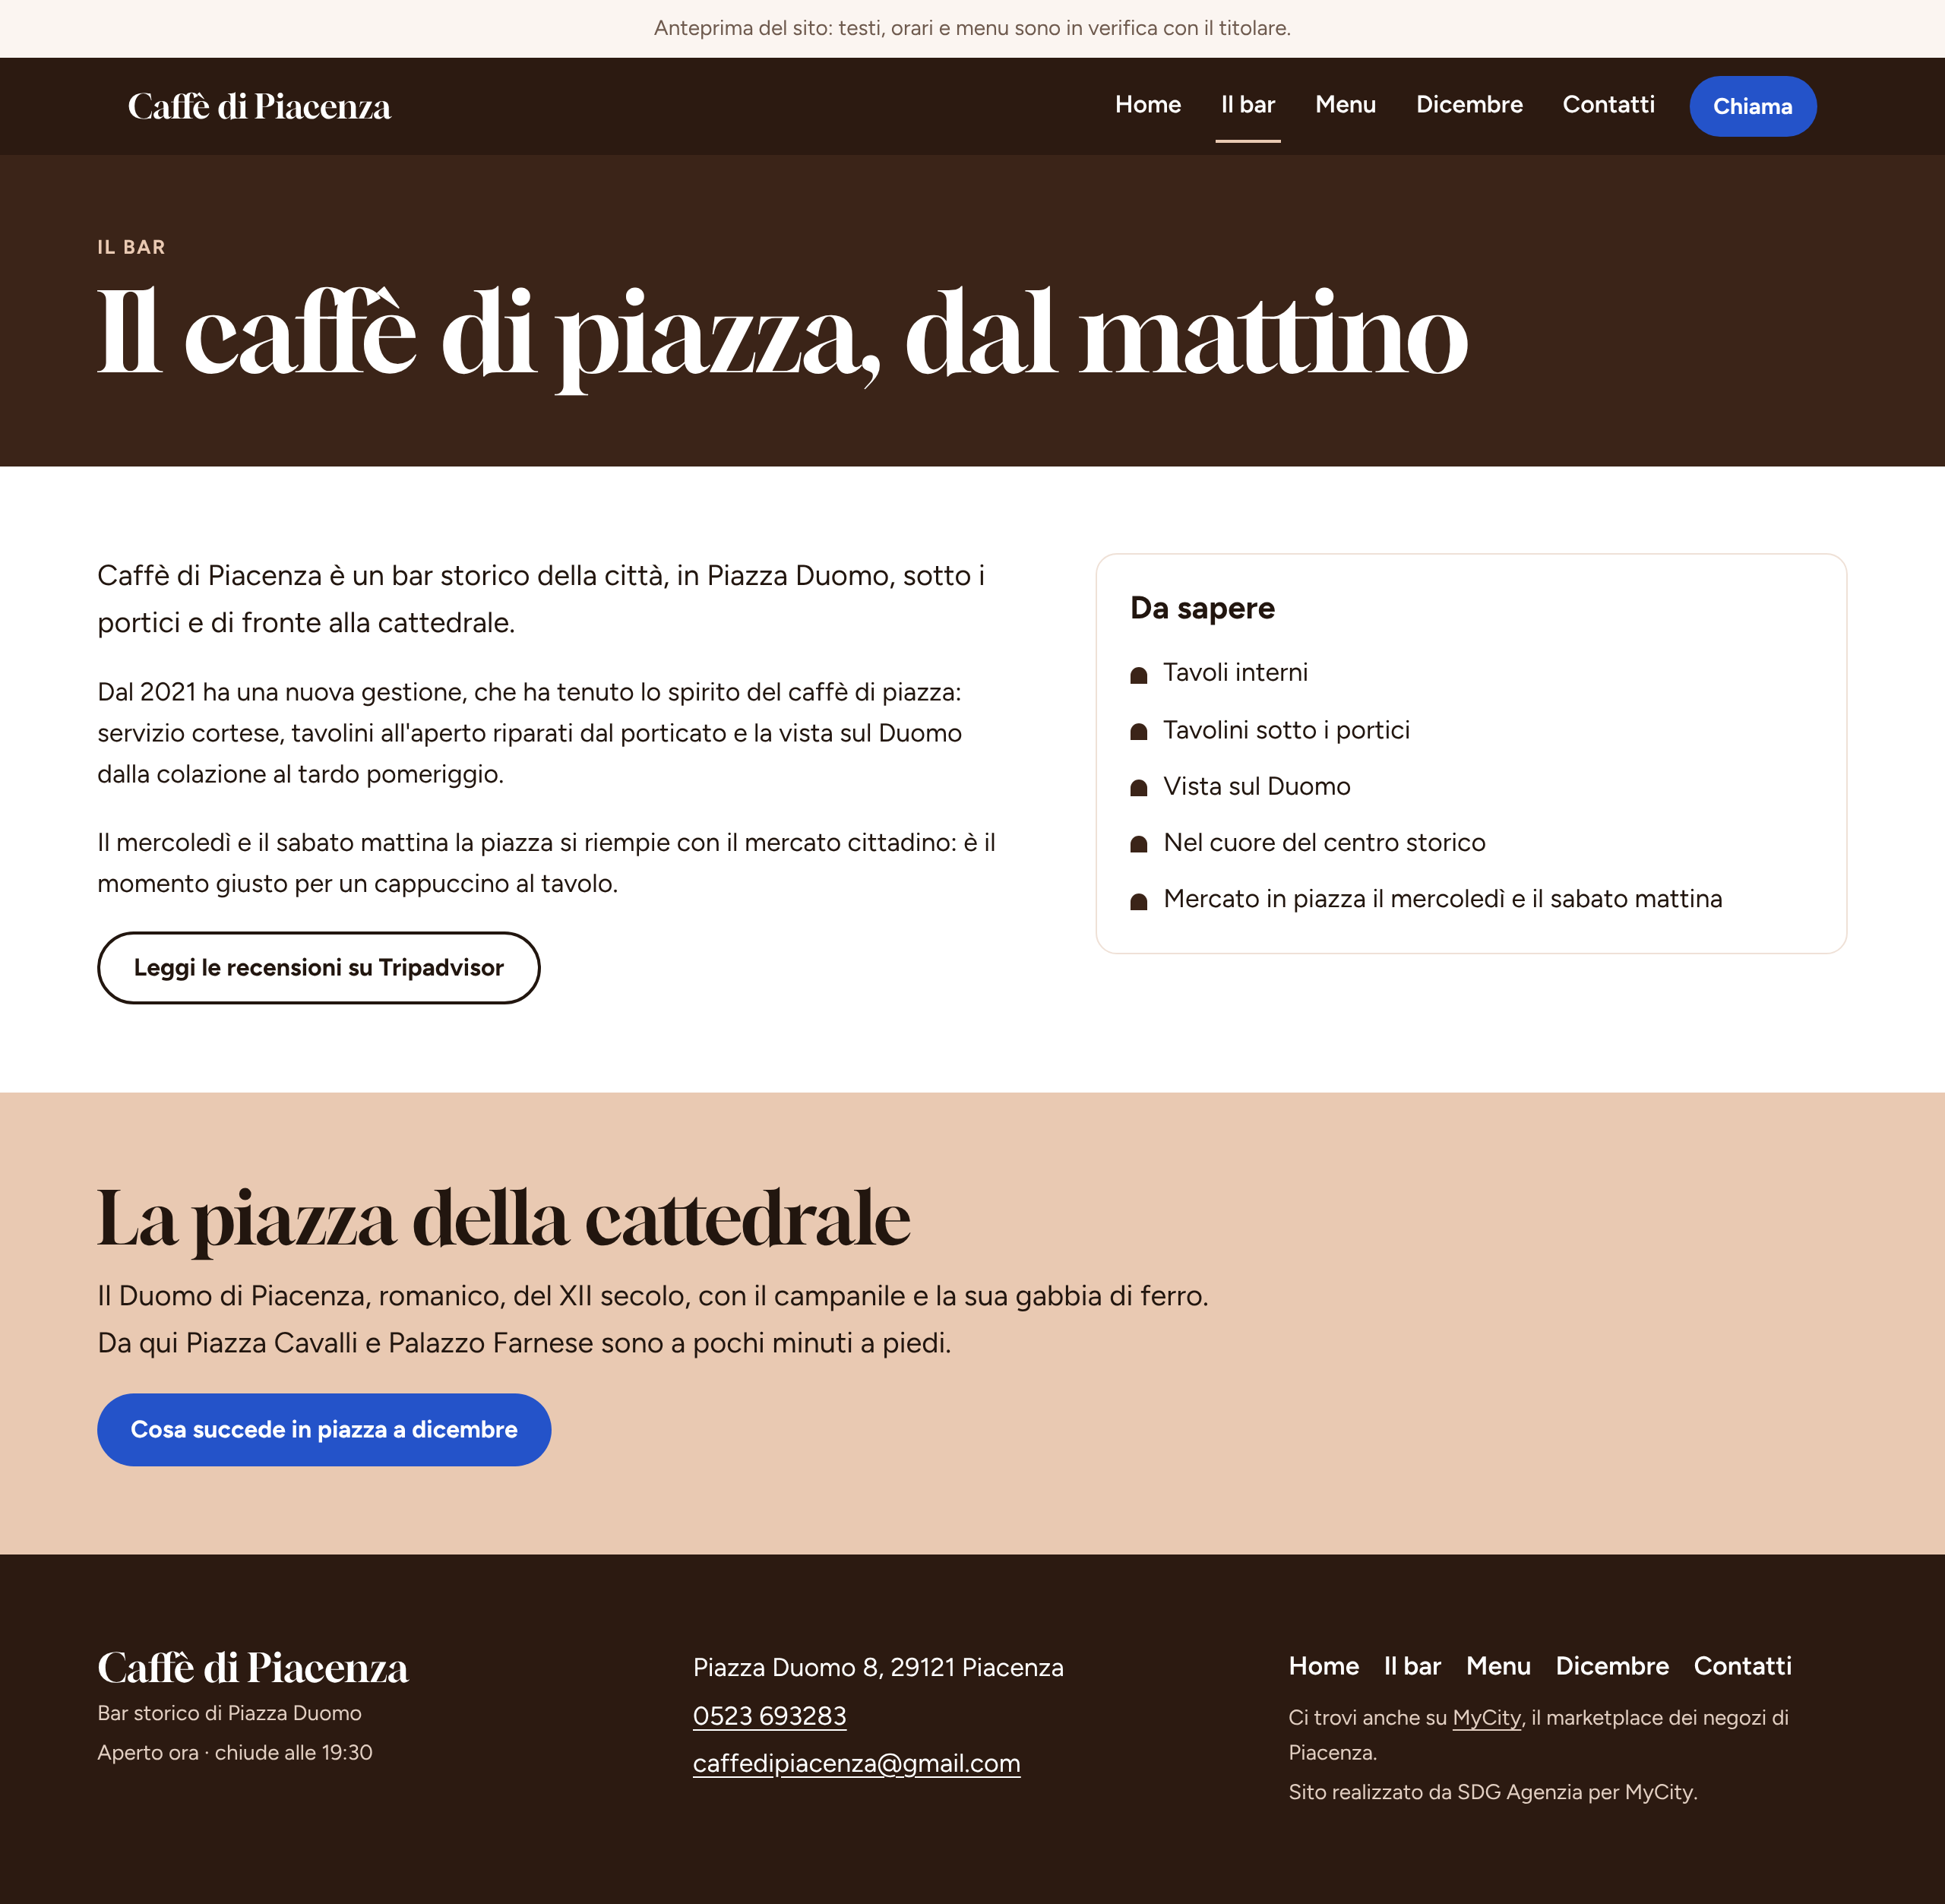 Anteprima del sito: testi, orari e menu sono in verifica con il titolare.
Caffè di Piacenza
Home Il bar Menu Dicembre Contatti Chiama
IL BAR
Il caffè di piazza, dal mattino
Caffè di Piacenza è un bar storico della città, in Piazza Duomo, sotto i
portici e di fronte alla cattedrale.
Dal 2021 ha una nuova gestione, che ha tenuto lo spirito del caffè di piazza:
servizio cortese, tavolini all'aperto riparati dal porticato e la vista sul Duomo
dalla colazione al tardo pomeriggio.
Il mercoledì e il sabato mattina la piazza si riempie con il mercato cittadino: è il
momento giusto per un cappuccino al tavolo.
Leggi le recensioni su Tripadvisor
Da sapere
Tavoli interni
Tavolini sotto i portici
Vista sul Duomo
Nel cuore del centro storico
Mercato in piazza il mercoledì e il sabato mattina
La piazza della cattedrale
Il Duomo di Piacenza, romanico, del XII secolo, con il campanile e la sua gabbia di ferro.
Da qui Piazza Cavalli e Palazzo Farnese sono a pochi minuti a piedi.
Cosa succede in piazza a dicembre
Caffè di Piacenza
Bar storico di Piazza Duomo
Aperto ora · chiude alle 19:30
Piazza Duomo 8, 29121 Piacenza
0523 693283
caffedipiacenza@gmail.com
Home Il bar Menu Dicembre Contatti
Ci trovi anche su MyCity, il marketplace dei negozi di
Piacenza.
Sito realizzato da SDG Agenzia per MyCity.